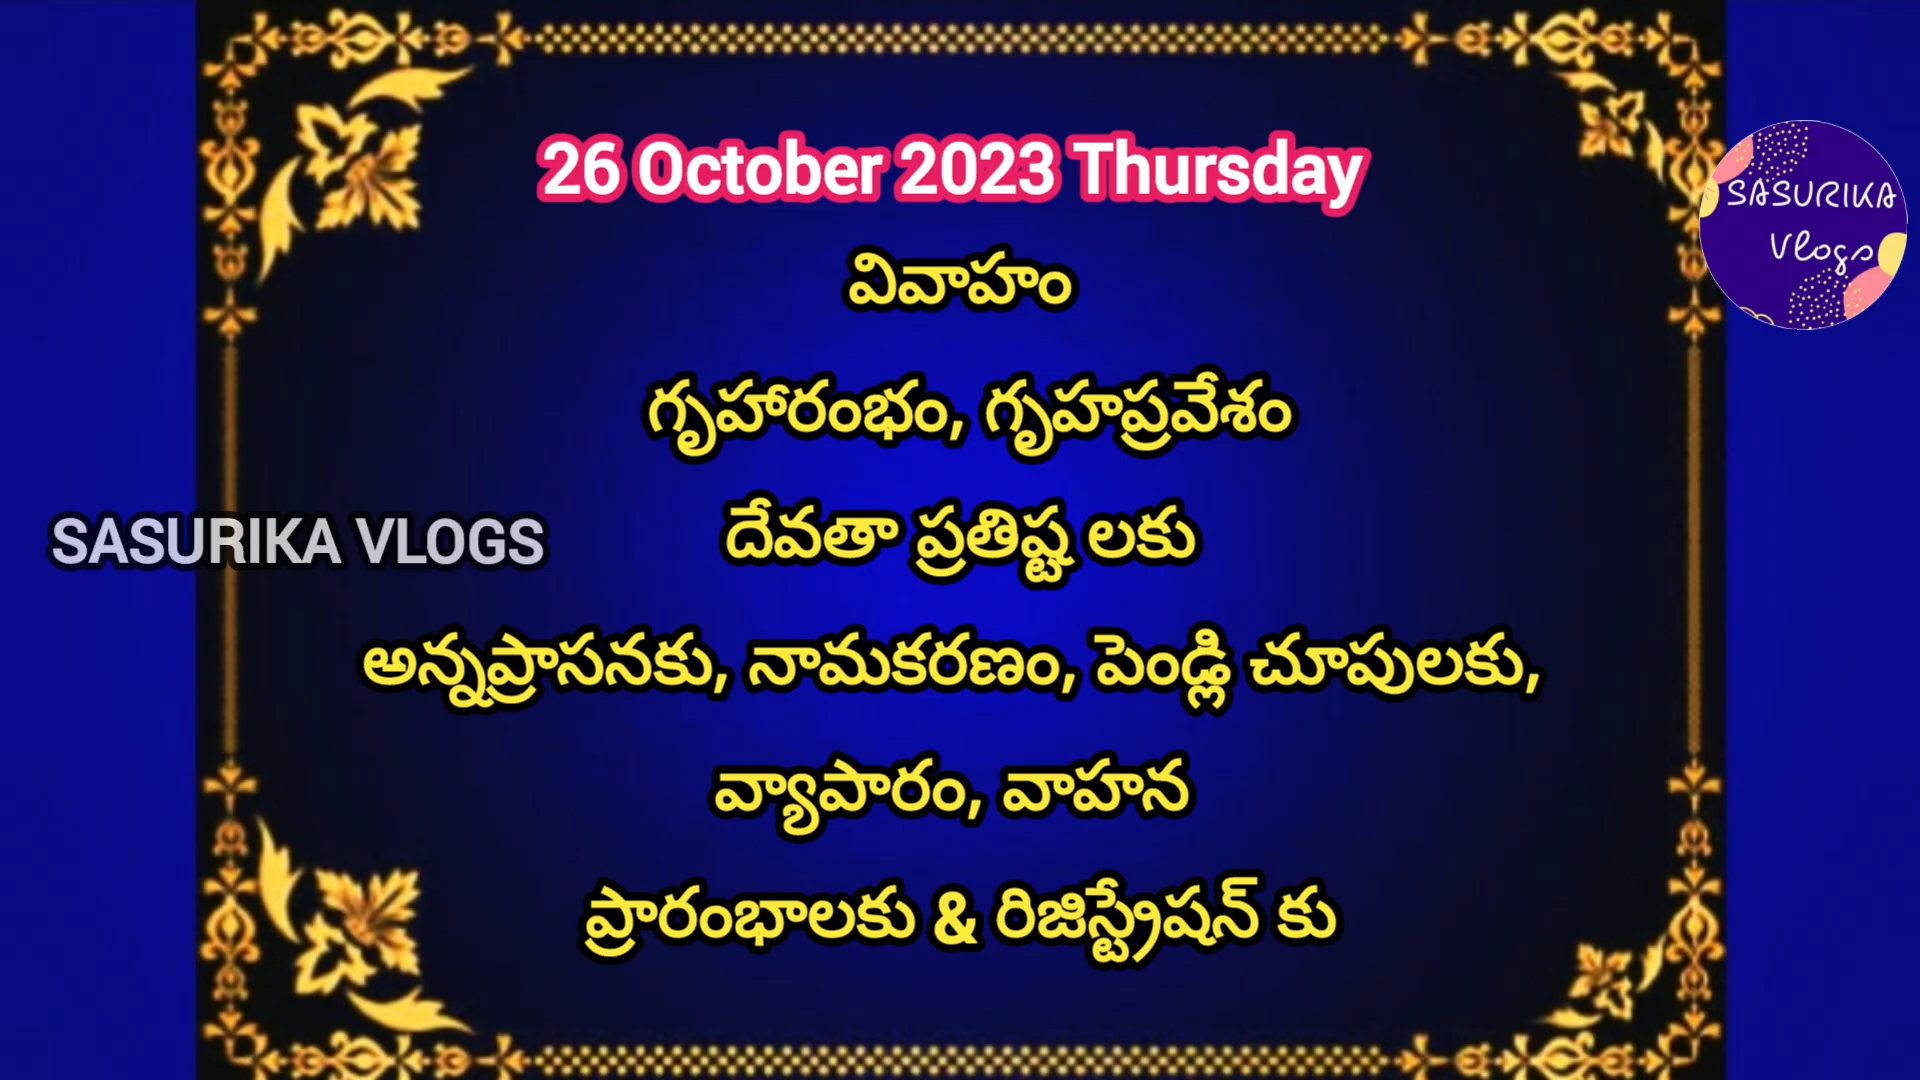 26 October 2023 Thursday
SASURIKA
Vlogs
వివాహం
గృహారంభం, గృహప్రవేశం
SASURIKA VLOGS
దేవతా ప్రతిష్ట లకు
అన్నప్రాసనకు, నామకరణం, పెండ్లి చూపులకు,
వ్యాపారం, వాహన
ప్రారంభాలకు & రిజిస్ట్రేషన్ కు